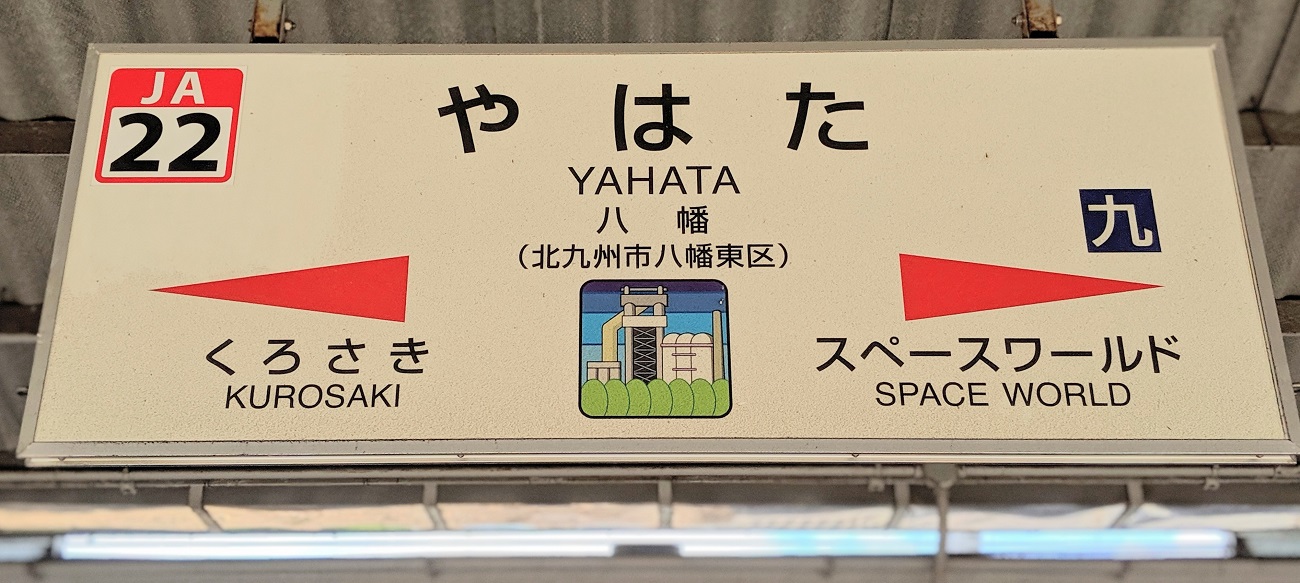 JA
22
や は た
YAHATA
八 幡
（北九州市八幡東区）
九
くろさき
KUROSAKI
スペースワールド
SPACE WORLD